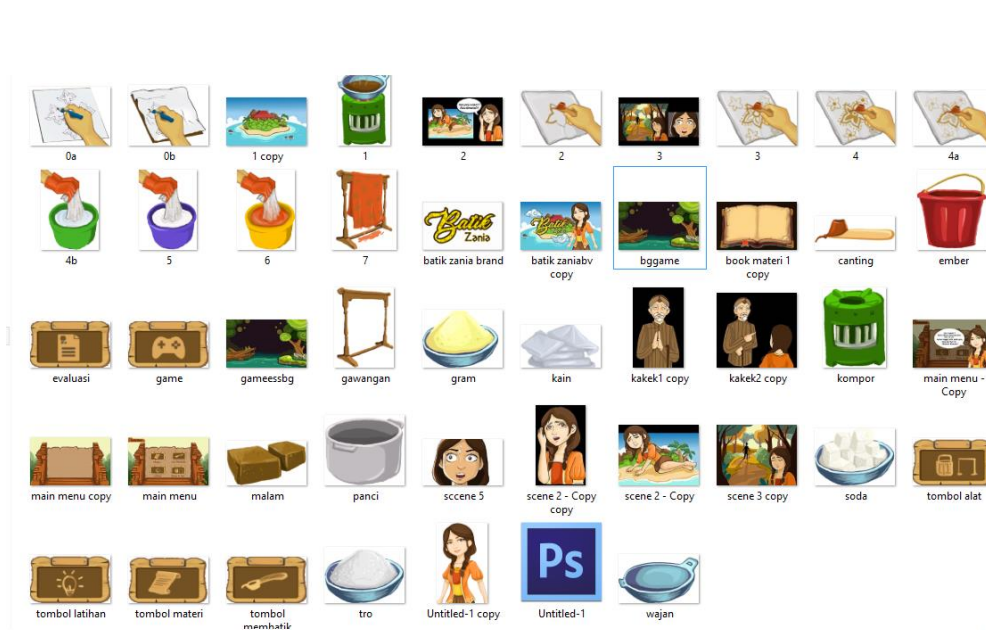 0a
0b
1 copy
1
2
2
3
3
4
4a
4b
5
6
7
Batik
Zania
batik zania brand
Batik
batik zaniabv
copy
bggame
book materi 1
copy
canting
ember
evaluasi
game
gameessbg
gawangan
gram
kain
kakek1 copy
kakek2 copy
kompor
main menu -
Copy
main menu copy
main menu
malam
panci
sccene 5
scene 2 - Copy
copy
scene 2 - Copy
scene 3 copy
soda
tombol alat
tombol latihan
tombol materi
tombol
membatik
tro
Untitled-1 copy
Ps
Untitled-1
wajan